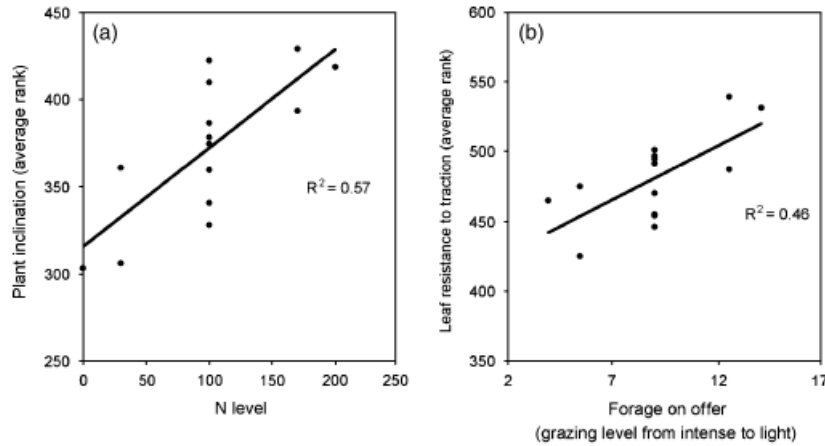 (a)
450
400
350
300
250
Plant inclination (average rank)
R² = 0.57
0 50 100 150 200 250
N level
(b)
600
550
500
450
400
350
Leaf resistance to traction (average rank)
R² = 0.46
2 7 12 17
Forage on offer
(grazing level from intense to light)